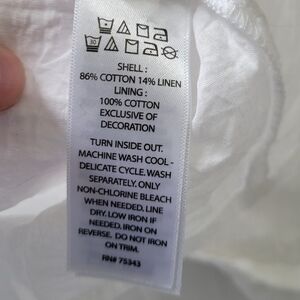 30
SHELL :
86% COTTON 14% LINEN
LINING :
100% COTTON
EXCLUSIVE OF
DECORATION
TURN INSIDE OUT.
MACHINE WASH COOL -
DELICATE CYCLE. WASH
SEPARATELY. ONLY
NON-CHLORINE BLEACH
WHEN NEEDED. LINE
DRY. LOW IRON IF
NEEDED. IRON ON
REVERSE. DO NOT IRON
ON TRIM.
RN# 75343